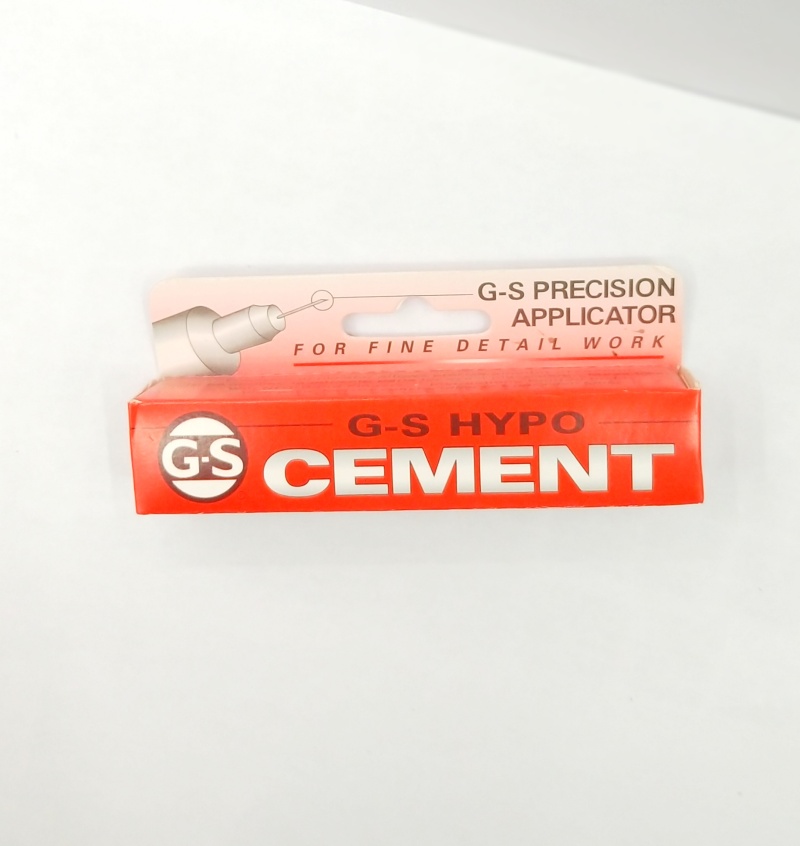 G-S PRECISION
APPLICATOR
FOR FINE DETAIL WORK
G-S HYPO
G-S
CEMENT